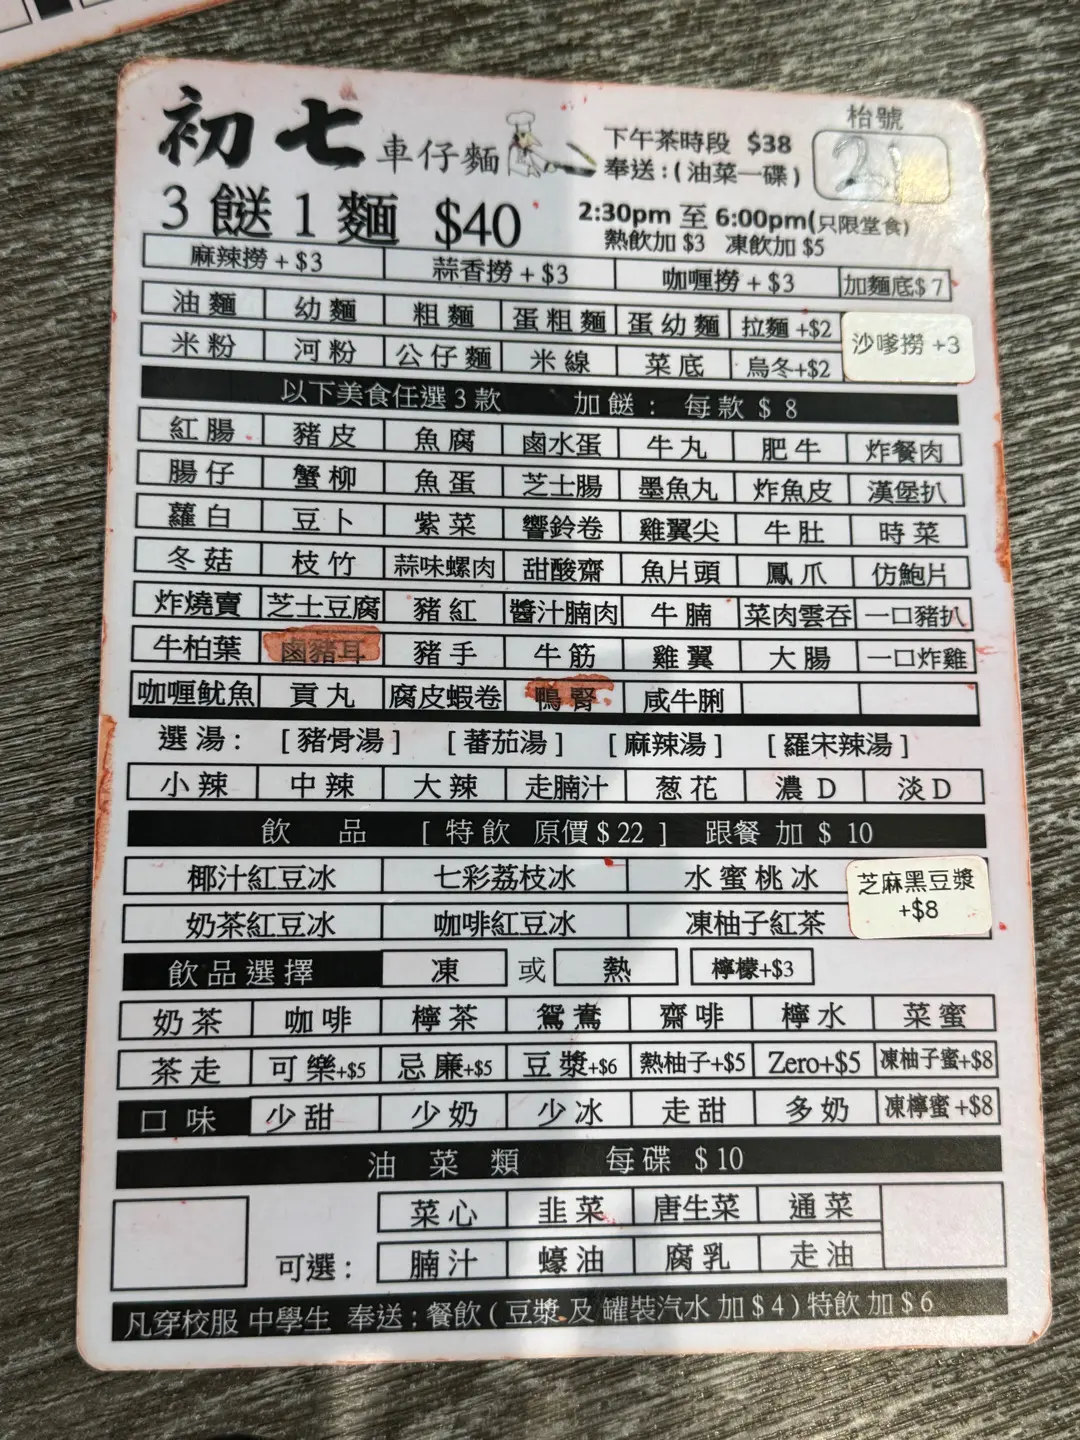 初七 車仔麵
下午茶時段 $38
奉送：(油菜一碟)
枱號
21
3 餸 1 麵 $40
2:30pm 至 6:00pm(只限堂食)
熱飲加 $3 凍飲加 $5
麻辣撈 + $3 蒜香撈 + $3 咖喱撈 + $3 加麵底$ 7
油 麵 幼 麵 粗 麵 蛋 粗 麵 蛋 幼 麵 拉麵 +$2
沙嗲撈 +3
米 粉 河 粉 公 仔 麵 米 線 菜 底 烏冬+$2
以下美食任選 3 款 加 餸 ： 每 款 $ 8
紅 腸 豬 皮 魚 腐 鹵水蛋 牛 丸 肥 牛 炸餐肉
腸 仔 蟹 柳 魚 蛋 芝士腸 墨魚丸 炸魚皮 漢堡扒
蘿 白 豆 卜 紫 菜 響鈴卷 雞翼尖 牛 肚 時 菜
冬 菇 枝 竹 蒜味螺肉 甜酸齋 魚片頭 鳳 爪 仿鮑片
炸燒賣 芝士豆腐 豬 紅 醬汁腩肉 牛 腩 菜肉雲吞 一口豬扒
牛柏葉 鹵豬耳 豬 手 牛 筋 雞 翼 大 腸 一口炸雞
咖喱魷魚 貢 丸 腐皮蝦卷 鴨 腎 咸牛脷
選 湯 ： [ 豬骨湯 ] [ 蕃茄湯 ] [ 麻辣湯 ] [ 羅宋辣湯 ]
小 辣 中 辣 大 辣 走腩汁 葱 花 濃 D 淡 D
飲 品 [ 特 飲 原 價 $ 22 ] 跟 餐 加 $ 10
椰汁紅豆冰 七彩荔枝冰 水 蜜 桃 冰
芝麻黑豆漿
+$8
奶茶紅豆冰 咖啡紅豆冰 凍柚子紅茶
飲 品 選 擇 凍 或 熱 檸檬+$3
奶 茶 咖 啡 檸 茶 鴛 鴦 齋 啡 檸 水 菜 蜜
茶 走 可 樂+$5 忌 廉+$5 豆 漿+$6 熱柚子+$5 Zero+$5 凍柚子蜜+$8
口 味 少 甜 少 奶 少 冰 走 甜 多 奶 凍檸蜜 +$8
油 菜 類 每 碟 $ 10
菜 心 韭 菜 唐生菜 通 菜
可選： 腩 汁 蠔 油 腐 乳 走 油
凡穿校服 中學生 奉送；餐飲 ( 豆漿 及 罐裝汽水 加 $ 4 ) 特飲 加 $ 6